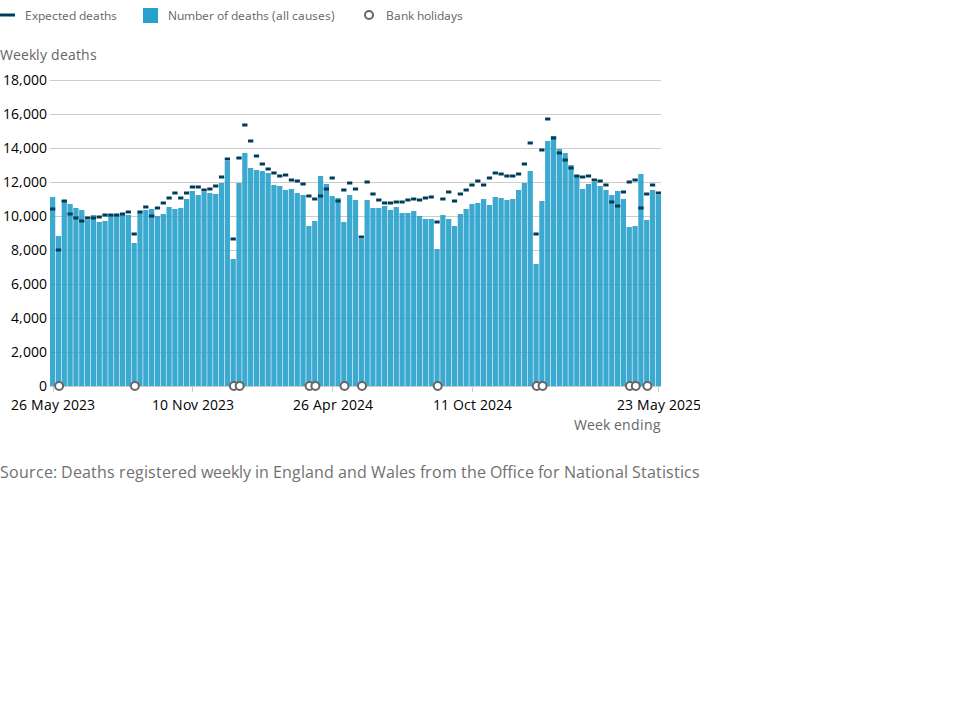 Expected deaths Number of deaths (all causes) Bank holidays
Weekly deaths
18,000
16,000
14,000
12,000
10,000
8,000
6,000
4,000
2,000
0
26 May 2023 10 Nov 2023 26 Apr 2024 11 Oct 2024 23 May 2025
Week ending
Source: Deaths registered weekly in England and Wales from the Office for National Statistics